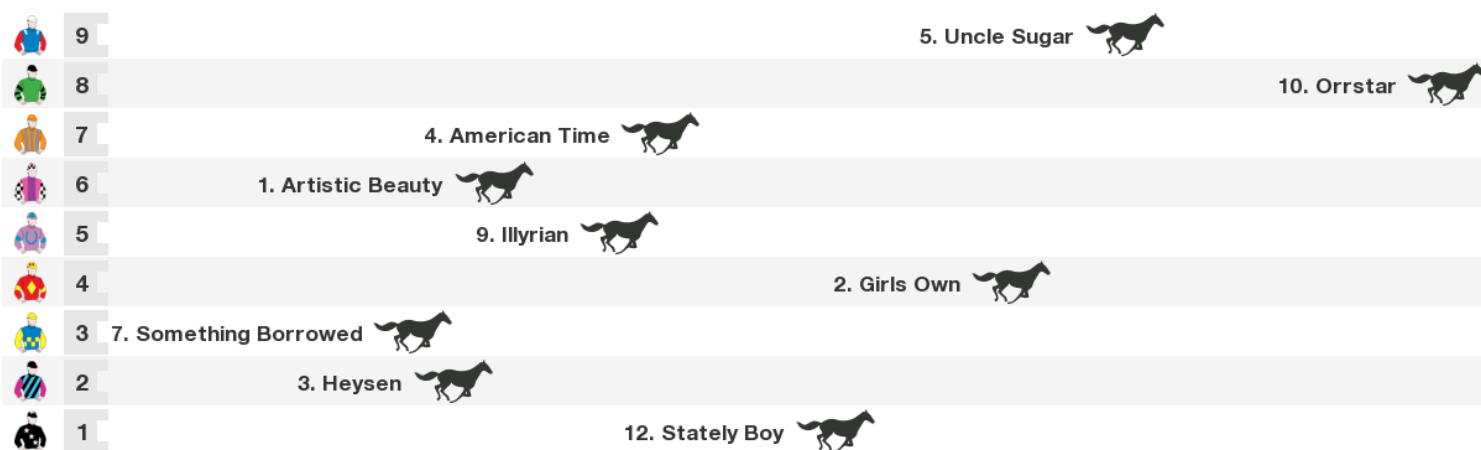 9 5. Uncle Sugar
8 10. Orrstar
7 4. American Time
6 1. Artistic Beauty
5 9. Illyrian
4 2. Girls Own
3 7. Something Borrowed
2 3. Heysen
1 12. Stately Boy